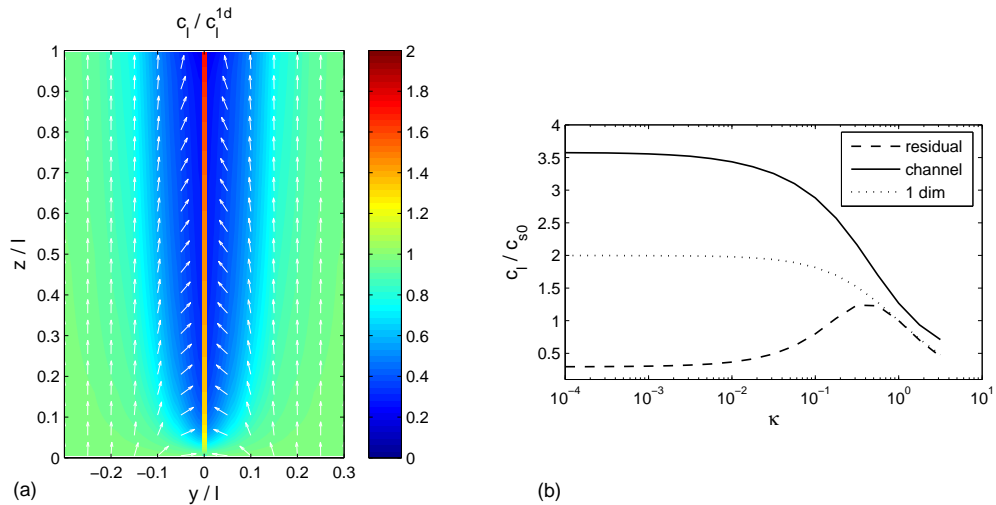 c_l / c_l^{1d}
z / l
1
0.9
0.8
0.7
0.6
0.5
0.4
0.3
0.2
0.1
0
−0.2 −0.1 0 0.1 0.2 0.3
y / l
2
1.8
1.6
1.4
1.2
1
0.8
0.6
0.4
0.2
0
(a)
c_l / c_{s0}
4
3.5
3
2.5
2
1.5
1
0.5
10^{−4} 10^{−3} 10^{−2} 10^{−1} 10^0 10^1
κ
residual
channel
1 dim
(b)